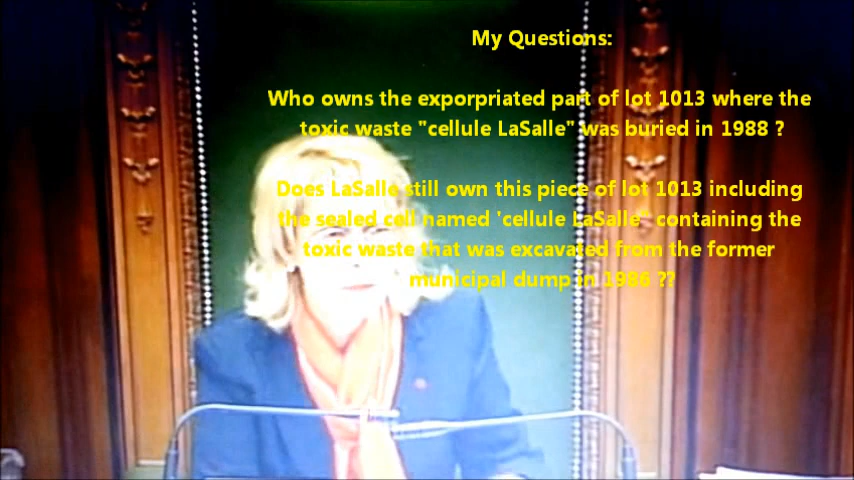 My Questions:
Who owns the exporpriated part of lot 1013 where the
toxic waste "cellule LaSalle" was buried in 1988 ?
Does LaSalle still own this piece of lot 1013 including
the sealed cell named 'cellule LaSalle" containing the
toxic waste that was excavated from the former
municipal dump in 1986 ??